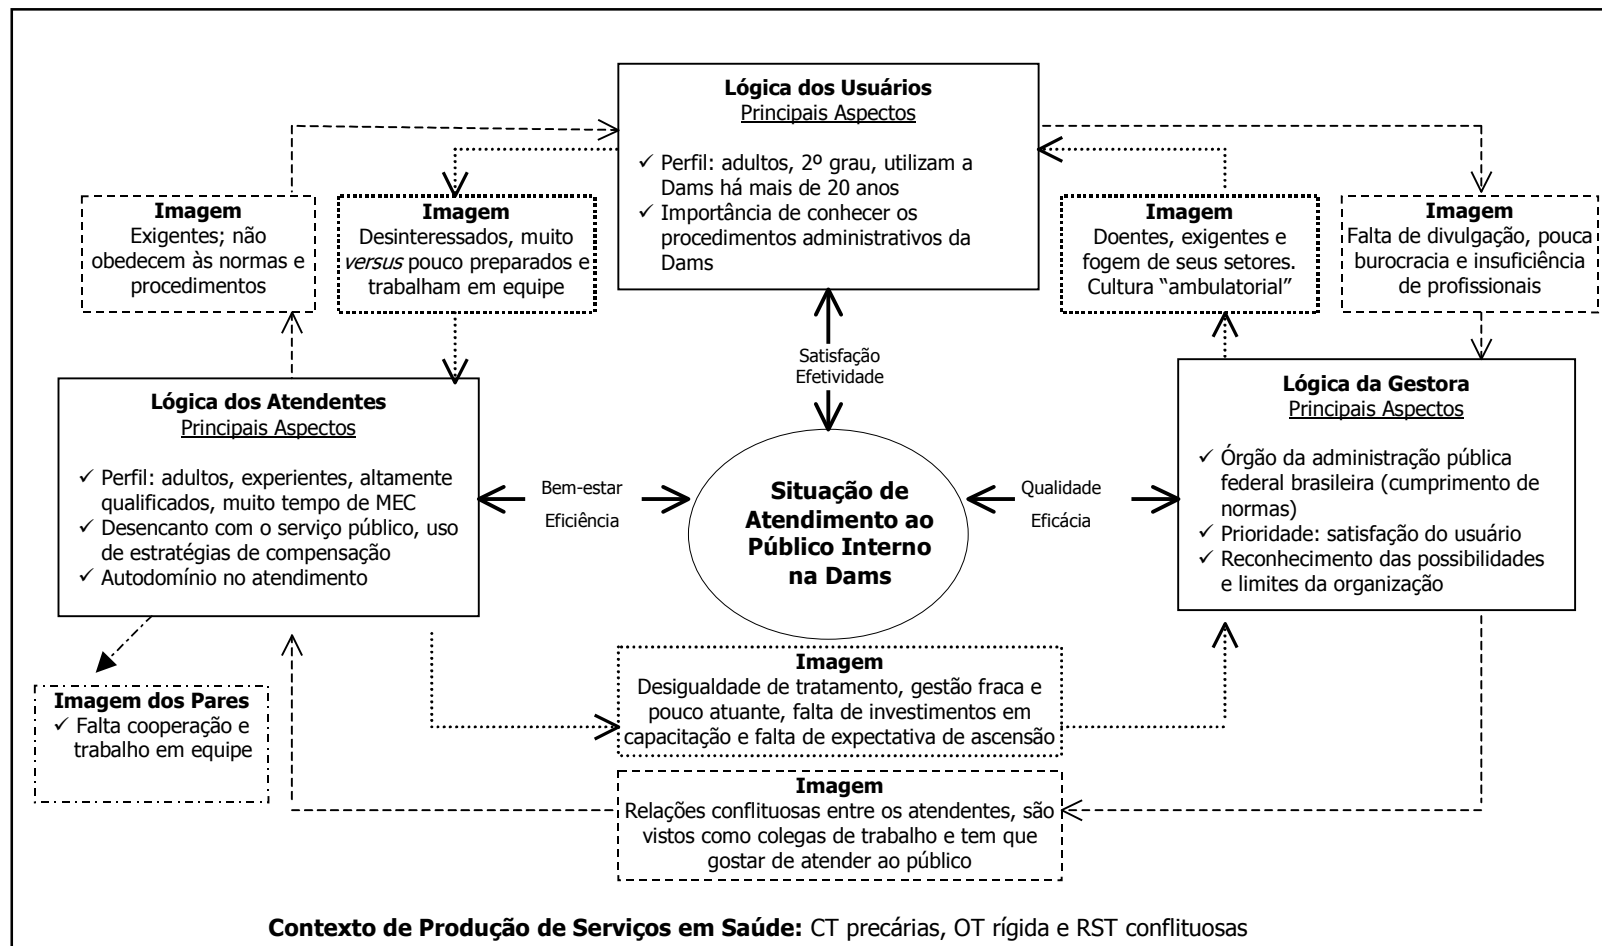 Lógica dos Usuários
Principais Aspectos
✓ Perfil: adultos, 2º grau, utilizam a
Dams há mais de 20 anos
✓ Importância de conhecer os
procedimentos administrativos da
Dams
Imagem
Exigentes; não
obedecem às normas e
procedimentos
Imagem
Desinteressados, muito
versus pouco preparados e
trabalham em equipe
Imagem
Doentes, exigentes e
fogem de seus setores.
Cultura “ambulatorial”
Imagem
Falta de divulgação, pouca
burocracia e insuficiência
de profissionais
Satisfação
Efetividade
Lógica dos Atendentes
Principais Aspectos
✓ Perfil: adultos, experientes, altamente
qualificados, muito tempo de MEC
✓ Desencanto com o serviço público, uso
de estratégias de compensação
✓ Autodomínio no atendimento
Bem-estar
Eficiência
Situação de
Atendimento ao
Público Interno
na Dams
Qualidade
Eficácia
Lógica da Gestora
Principais Aspectos
✓ Órgão da administração pública
federal brasileira (cumprimento de
normas)
✓ Prioridade: satisfação do usuário
✓ Reconhecimento das possibilidades
e limites da organização
Imagem dos Pares
✓ Falta cooperação e
trabalho em equipe
Imagem
Desigualdade de tratamento, gestão fraca e
pouco atuante, falta de investimentos em
capacitação e falta de expectativa de ascensão
Imagem
Relações conflituosas entre os atendentes, são
vistos como colegas de trabalho e tem que
gostar de atender ao público
Contexto de Produção de Serviços em Saúde: CT precárias, OT rígida e RST conflituosas